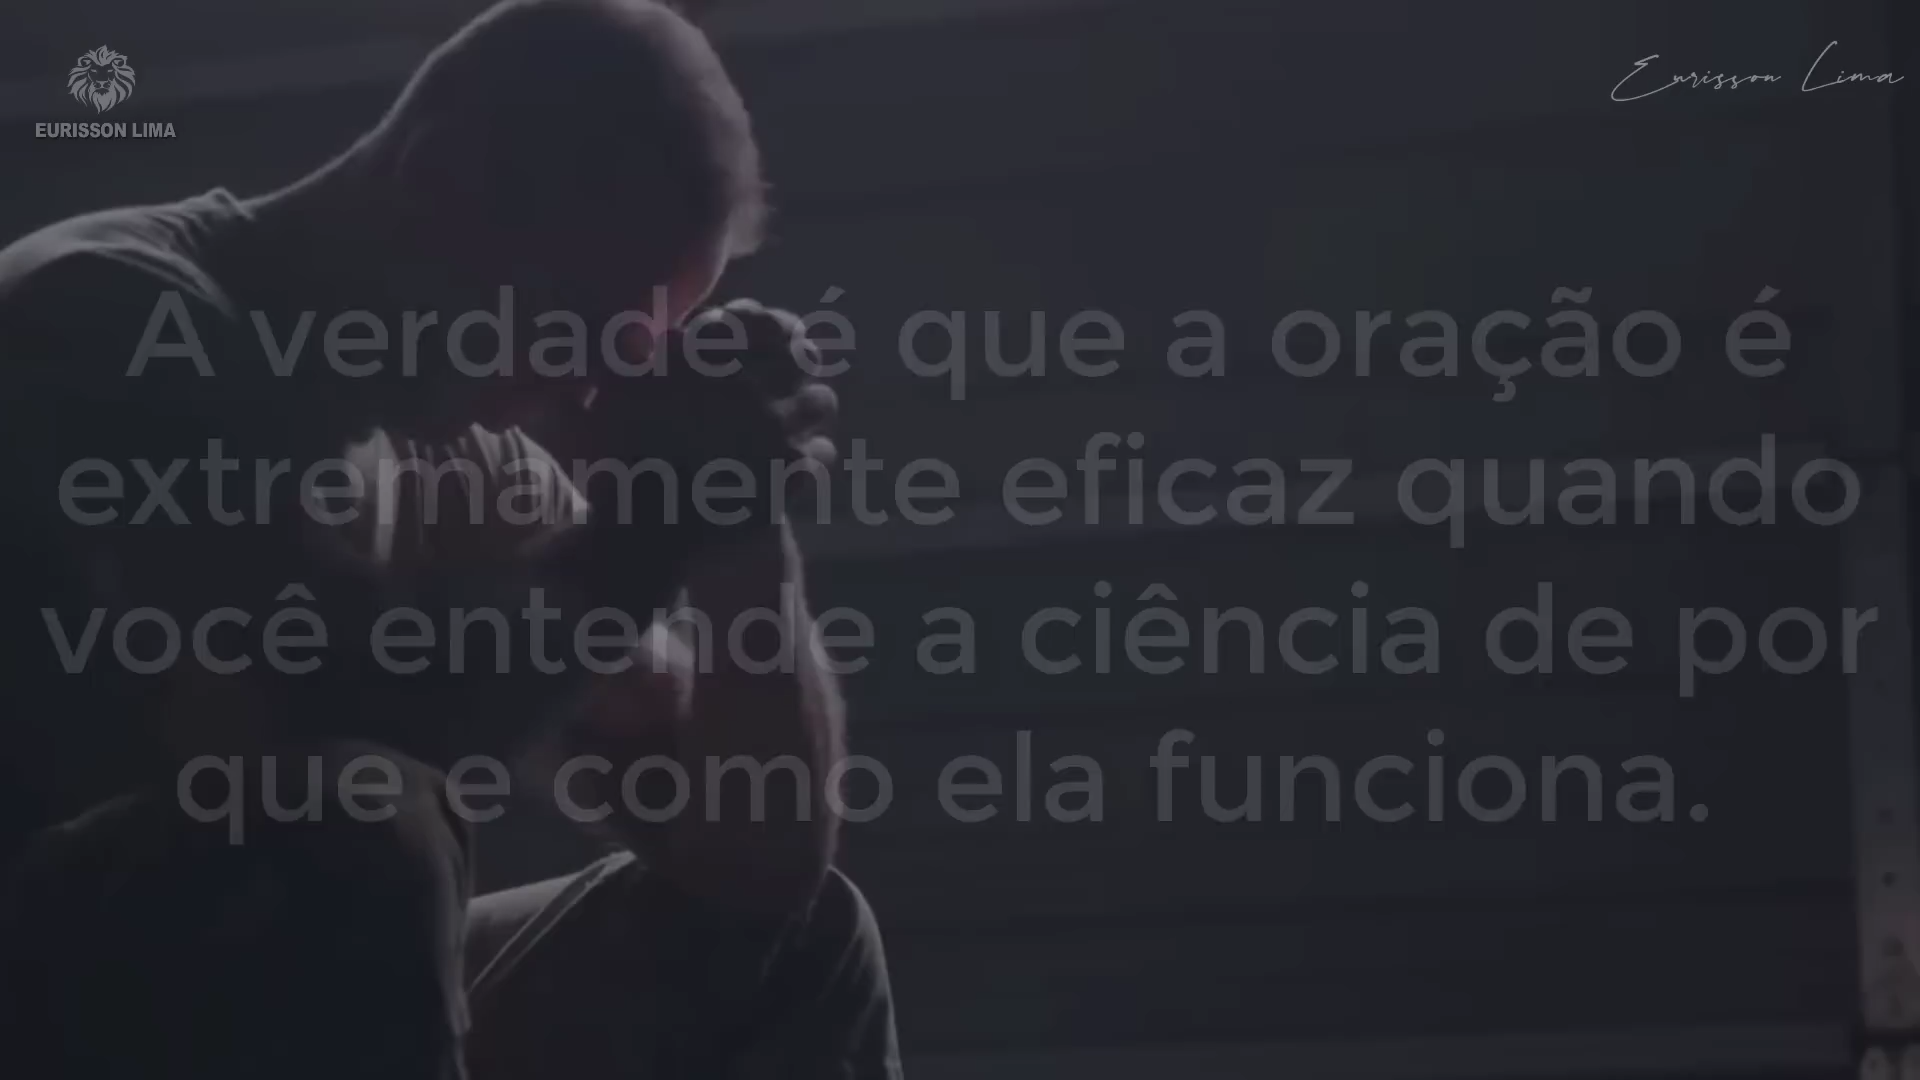 EURISSON LIMA
Eurisson Lima
A verdade é que a oração é
extremamente eficaz quando
você entende a ciência de por
que e como ela funciona.